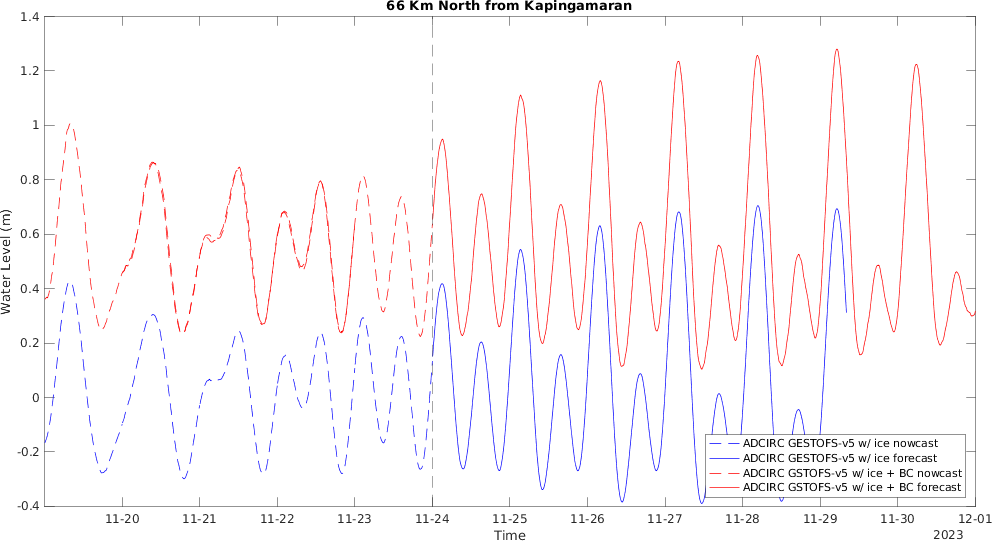 66 Km North from Kapingamaran
Water Level (m)
1.4
1.2
1
0.8
0.6
0.4
0.2
0
-0.2
-0.4
ADCIRC GESTOFS-v5 w/ ice nowcast
ADCIRC GESTOFS-v5 w/ ice forecast
ADCIRC GSTOFS-v5 w/ ice + BC nowcast
ADCIRC GSTOFS-v5 w/ ice + BC forecast
11-20 11-21 11-22 11-23 11-24 11-25 11-26 11-27 11-28 11-29 11-30 12-01
Time
2023